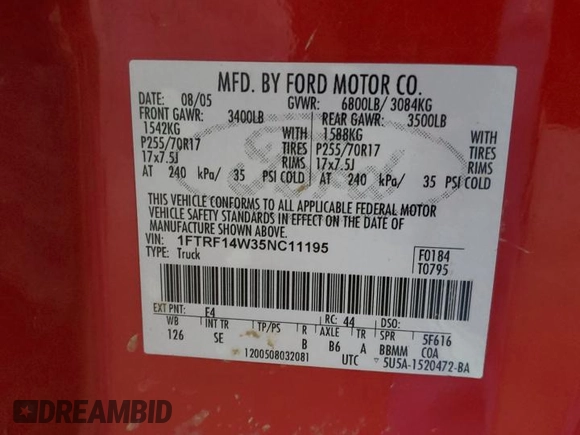 MFD. BY FORD MOTOR CO.
DATE: 08/05 GVWR: 6800LB/ 3084KG
FRONT GAWR: 3400LB REAR GAWR: 3500LB
1542KG WITH 1588KG WITH
P255/70R17 TIRES P255/70R17 TIRES
17x7.5J RIMS 17x7.5J RIMS
AT 240 kPa/ 35 PSI COLD AT 240 kPa/ 35 PSI COLD
THIS VEHICLE CONFORMS TO ALL APPLICABLE FEDERAL MOTOR
VEHICLE SAFETY STANDARDS IN EFFECT ON THE DATE OF
MANUFACTURE SHOWN ABOVE.
VIN: 1FTRF14W35NC11195 F0184
TYPE: Truck T0795
EXT PNT: E4 RC: 44 DSO:
WB INT TR TP/PS R AXLE TR SPR 5F616
126 SE B B6 A BBMM COA
1200508032081 UTC 5U5A-1520472-BA
Ford
DREAMBID